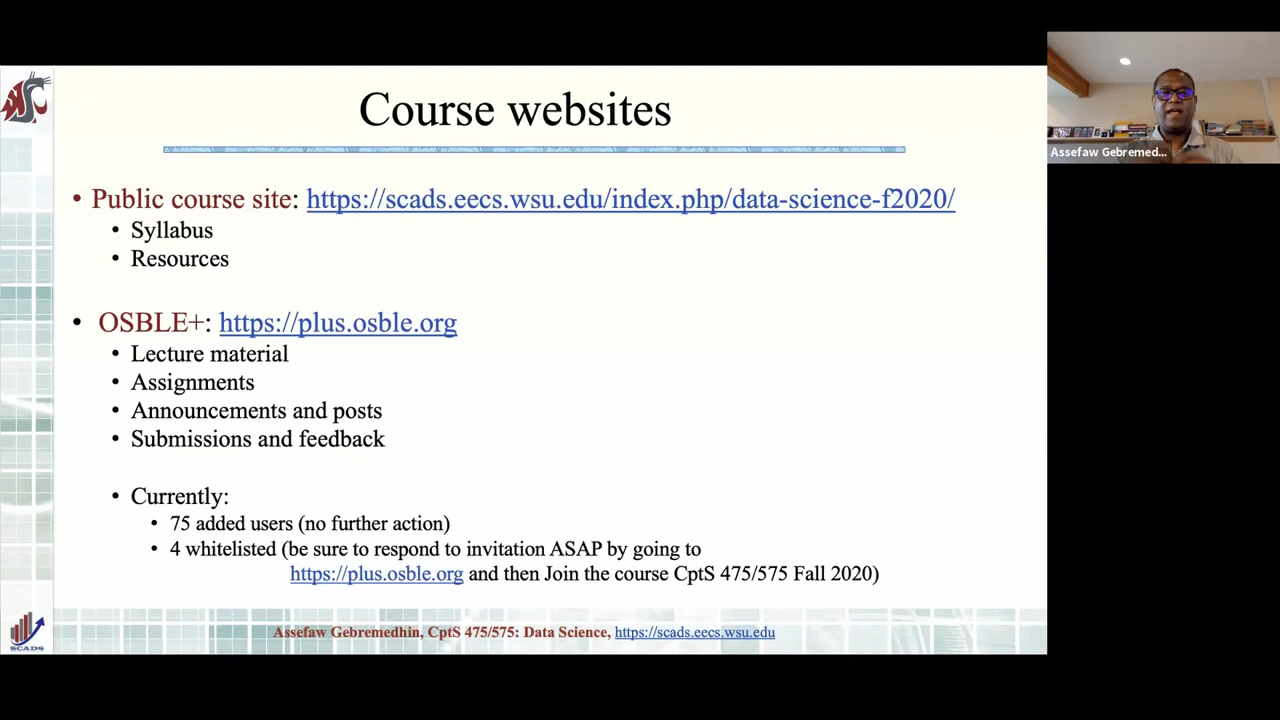 Course websites
• Public course site: https://scads.eecs.wsu.edu/index.php/data-science-f2020/
• Syllabus
• Resources
• OSBLE+: https://plus.osble.org
• Lecture material
• Assignments
• Announcements and posts
• Submissions and feedback
• Currently:
• 75 added users (no further action)
• 4 whitelisted (be sure to respond to invitation ASAP by going to
https://plus.osble.org and then Join the course CptS 475/575 Fall 2020)
Assefaw Gebremedhin, CptS 475/575: Data Science, https://scads.eecs.wsu.edu
SCADS
Assefaw Gebremed...